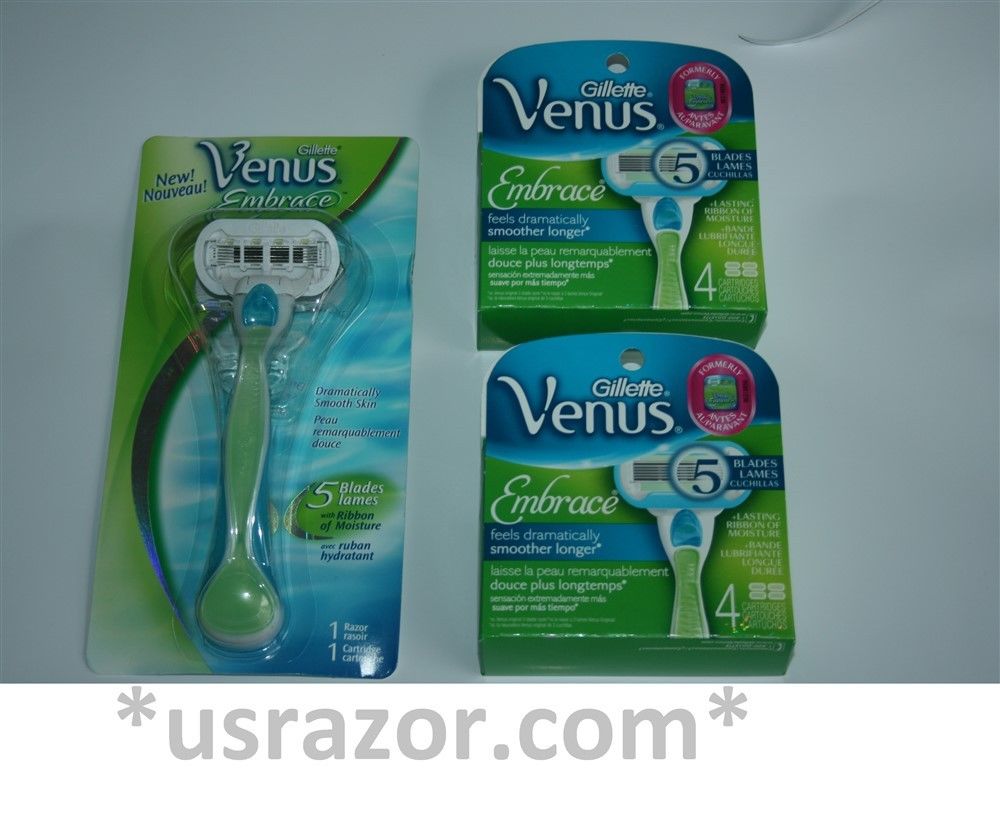 New!
Nouveau!
Gillette
Venus
Embrace™
Dramatically
Smooth Skin
Peau
remarquablement
douce
5 Blades
lames
with Ribbon
of Moisture
avec ruban
hydratant
1 Razor
rasoir
1 Cartridge
cartouche
Gillette
Venus®
FORMERLY
ANTES
AUPARAVANT
5 BLADES
LAMES
CUCHILLAS
Embrace®
feels dramatically
smoother longer*
+LASTING
RIBBON OF
MOISTURE
+BANDE
LUBRIFIANTE
LONGUE
DURÉE
laisse la peau remarquablement
douce plus longtemps*
sensación extremadamente más
suave por más tiempo*
4 CARTRIDGES
CARTOUCHES
CARTUCHOS
Gillette
Venus®
FORMERLY
ANTES
AUPARAVANT
5 BLADES
LAMES
CUCHILLAS
Embrace®
feels dramatically
smoother longer*
+LASTING
RIBBON OF
MOISTURE
+BANDE
LUBRIFIANTE
LONGUE
DURÉE
laisse la peau remarquablement
douce plus longtemps*
sensación extremadamente más
suave por más tiempo*
4 CARTRIDGES
CARTOUCHES
CARTUCHOS
*usrazor.com*